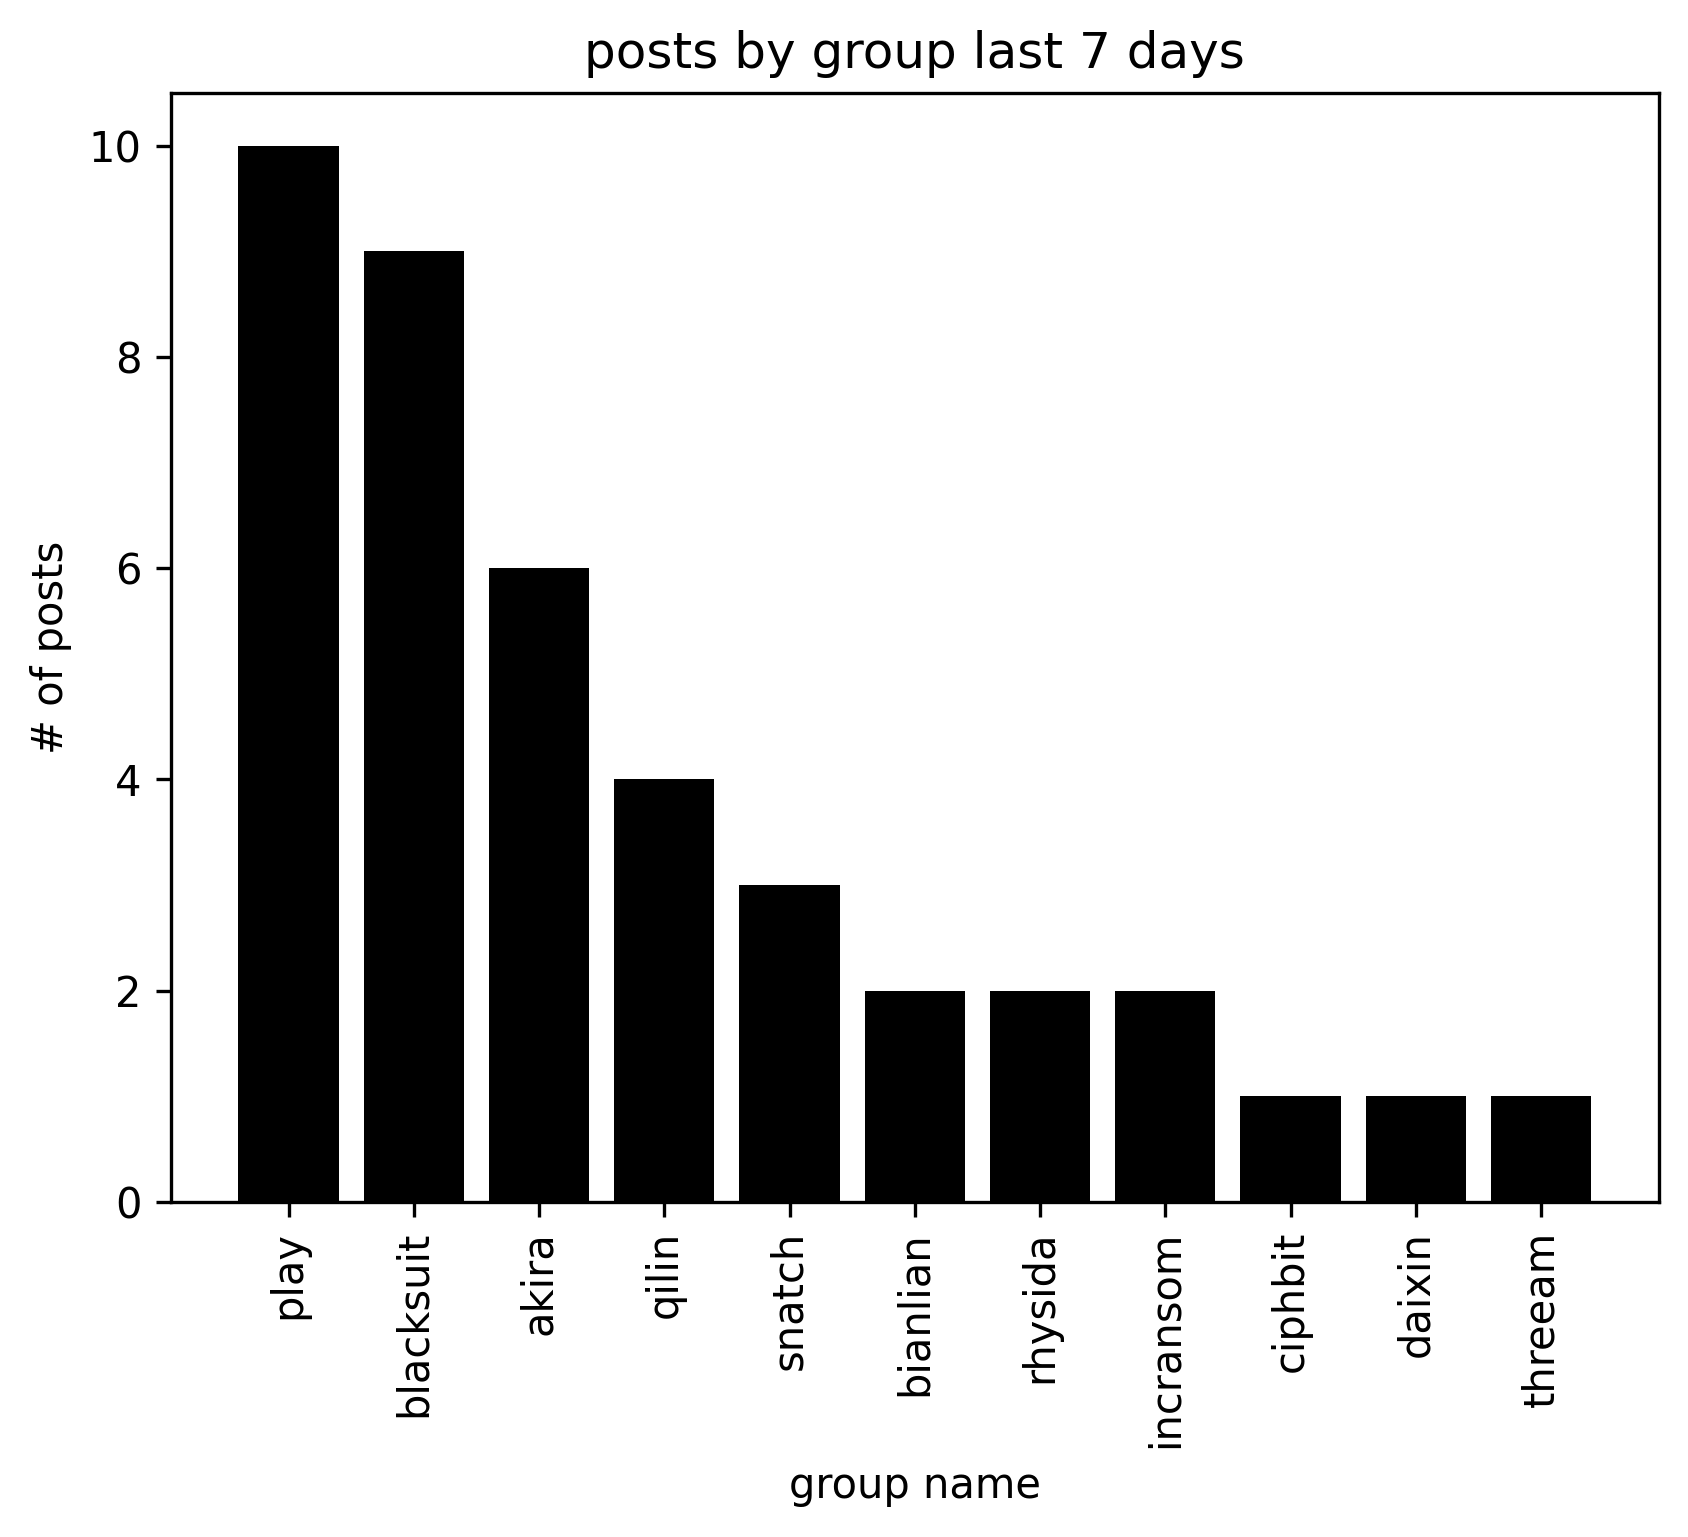 posts by group last 7 days
10
8
6
4
2
0
# of posts
play
blacksuit
akira
qilin
snatch
bianlian
rhysida
incransom
ciphbit
daixin
threeam
group name